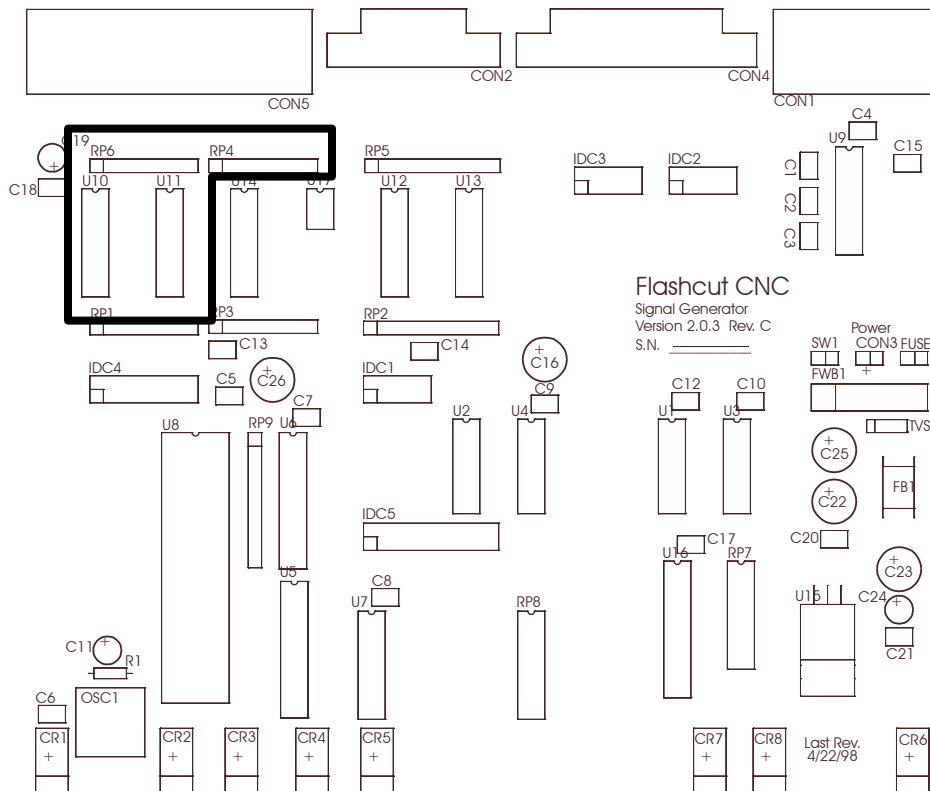 CON5
CON2
CON4
CON1
C19
RP6
RP4
RP5
IDC3
IDC2
U9
C4
C15
C18
U10
U11
U14
U17
U12
U13
C1
C2
C3
Flashcut CNC
Signal Generator
Version 2.0.3 Rev. C
S.N.
RP1
RP3
RP2
C13
C14
C16
SW1
Power
CON3
FUSE
+
FWB1
IDC4
C5
C26
IDC1
C9
C12
C10
C7
U8
RP9
U6
U2
U4
U1
U3
TVS
C25
C22
FB1
IDC5
C20
C17
U16
RP7
C23
U5
C8
U7
RP8
U15
C24
C21
C11
R1
C6
OSC1
CR1
CR2
CR3
CR4
CR5
CR7
CR8
Last Rev.
4/22/98
CR6